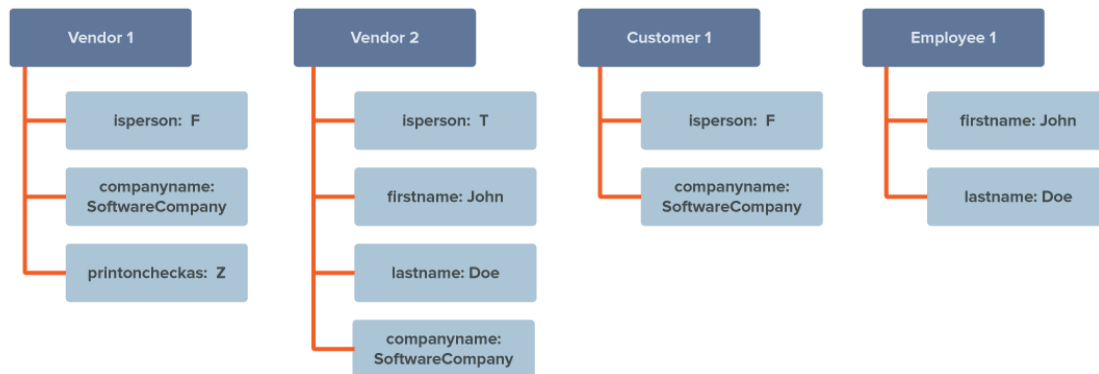 Vendor 1
isperson: F
companyname:
SoftwareCompany
printoncheckas: Z
Vendor 2
isperson: T
firstname: John
lastname: Doe
companyname:
SoftwareCompany
Customer 1
isperson: F
companyname:
SoftwareCompany
Employee 1
firstname: John
lastname: Doe